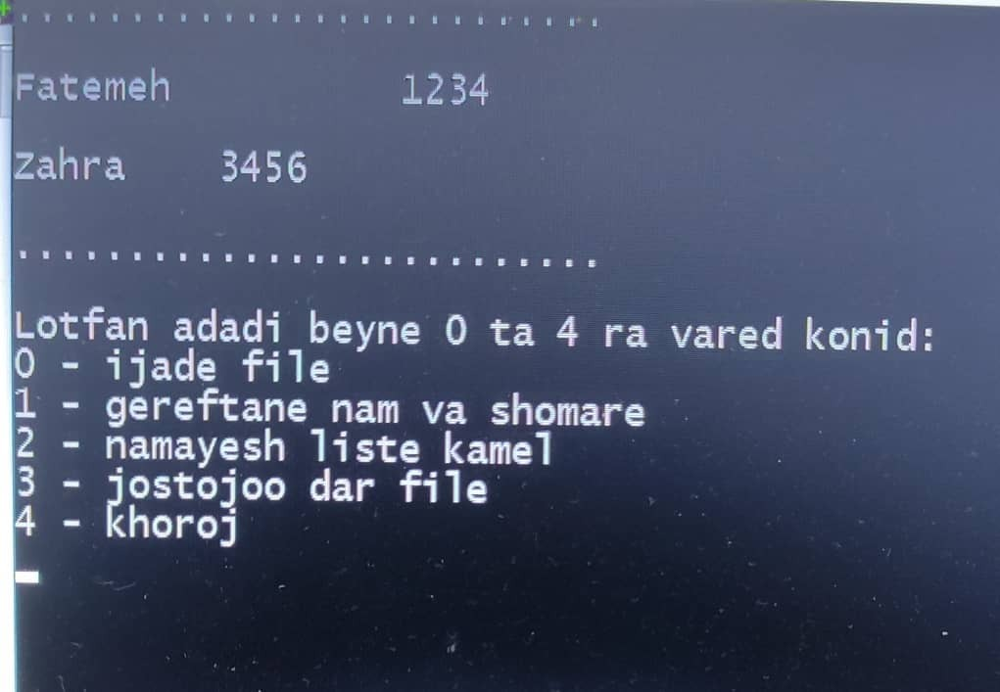 ..........................
Fatemeh 1234
Zahra 3456
..........................
Lotfan adadi beyne 0 ta 4 ra vared konid:
0 - ijade file
1 - gereftane nam va shomare
2 - namayesh liste kamel
3 - jostojoo dar file
4 - khoroj